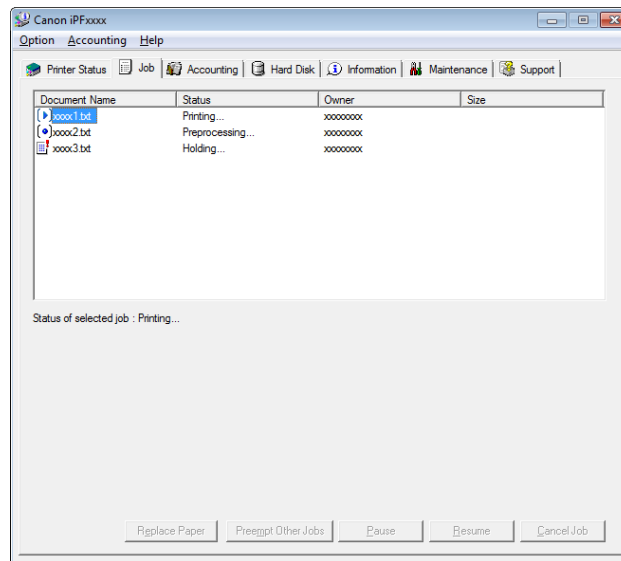 Canon iPFxxxx
Option Accounting Help
Printer Status Job Accounting Hard Disk Information Maintenance Support
Document Name Status Owner Size
xxxx1.txt Printing... xxxxxxxx
xxxx2.txt Preprocessing... xxxxxxxx
xxxx3.txt Holding... xxxxxxxx
Status of selected job : Printing...
Replace Paper Preempt Other Jobs Pause Resume Cancel Job